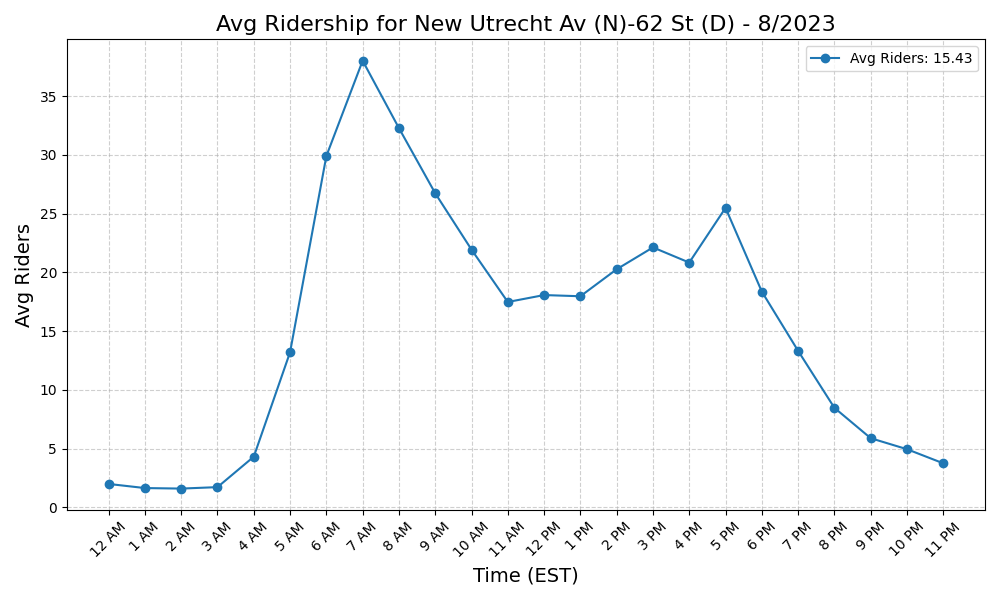 Avg Ridership for New Utrecht Av (N)-62 St (D) - 8/2023
Avg Riders: 15.43
Avg Riders
35
30
25
20
15
10
5
0
12 AM
1 AM
2 AM
3 AM
4 AM
5 AM
6 AM
7 AM
8 AM
9 AM
10 AM
11 AM
12 PM
1 PM
2 PM
3 PM
4 PM
5 PM
6 PM
7 PM
8 PM
9 PM
10 PM
11 PM
Time (EST)